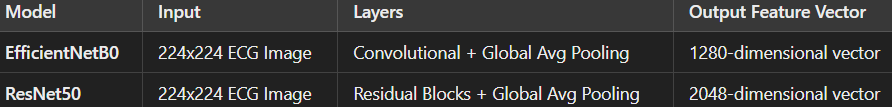 Model Input Layers Output Feature Vector
EfficientNetB0 224x224 ECG Image Convolutional + Global Avg Pooling 1280-dimensional vector
ResNet50 224x224 ECG Image Residual Blocks + Global Avg Pooling 2048-dimensional vector